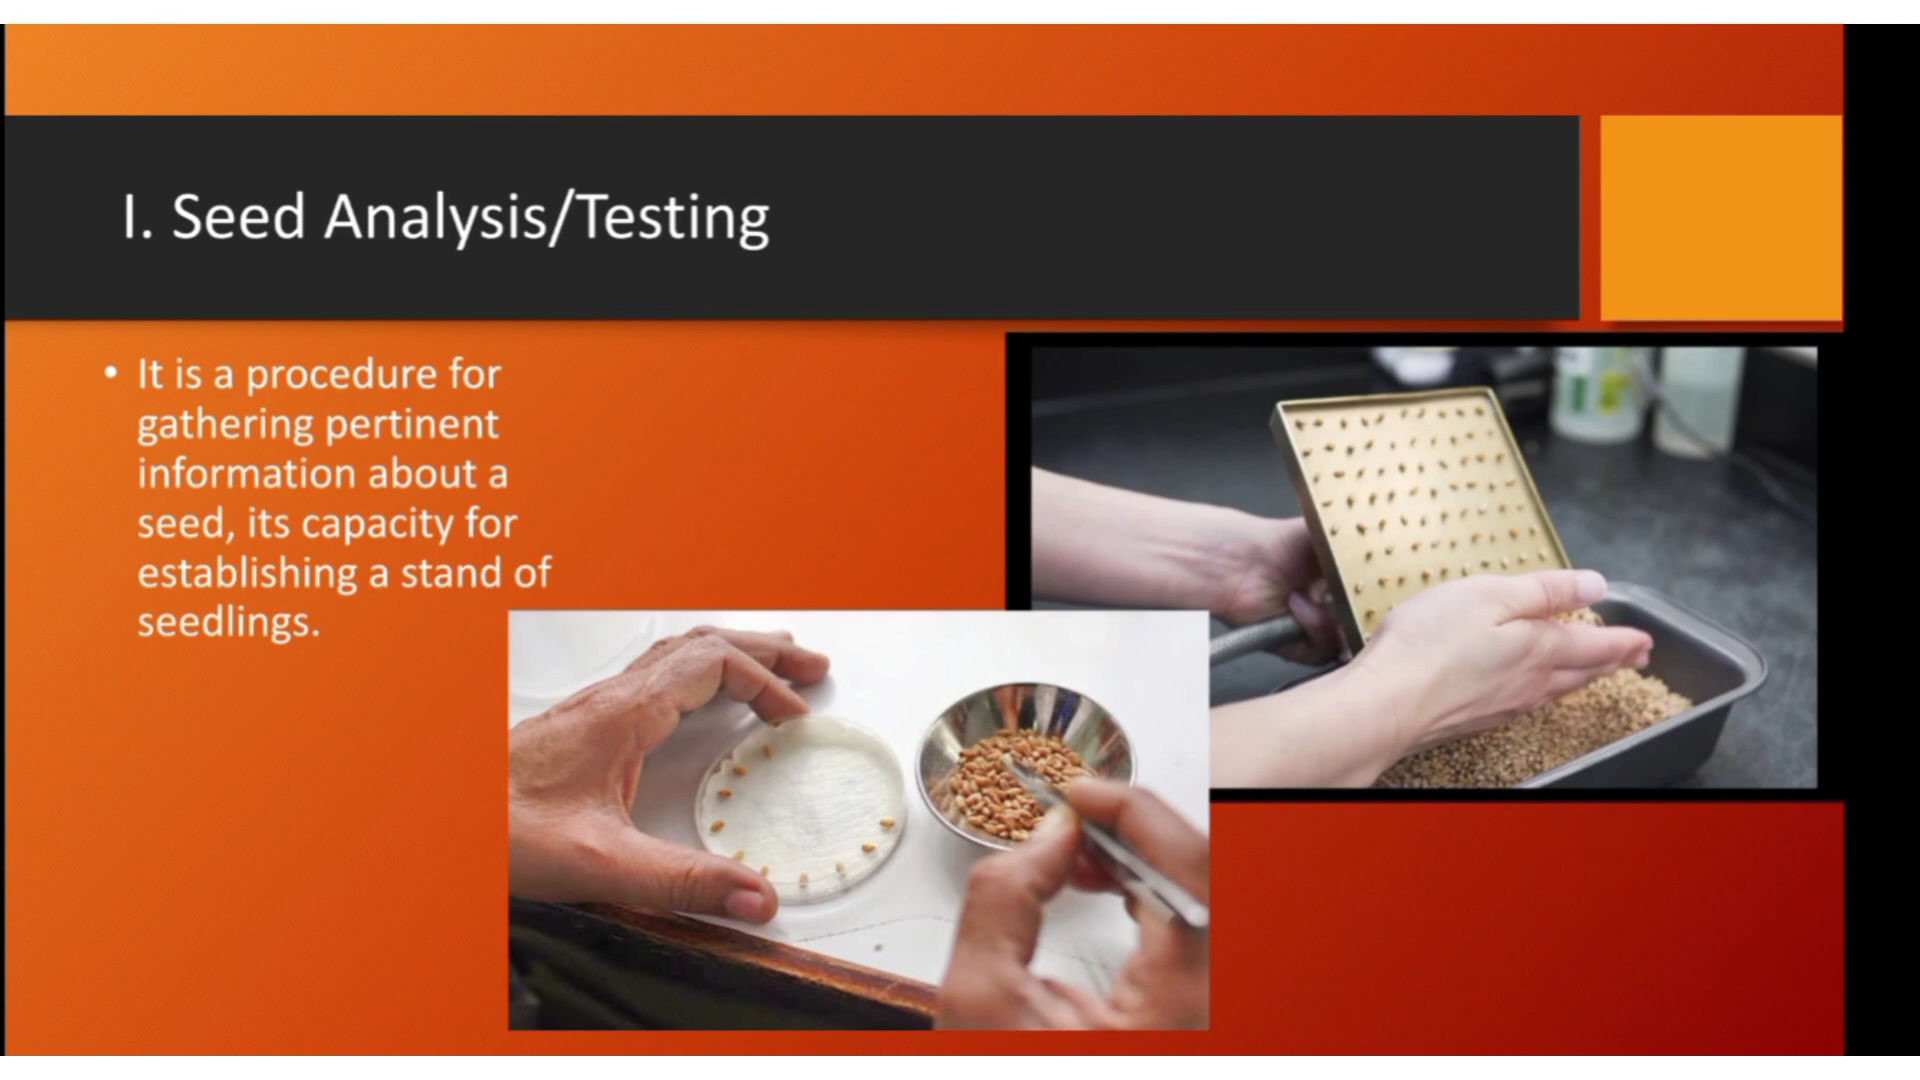 I. Seed Analysis/Testing
• It is a procedure for
gathering pertinent
information about a
seed, its capacity for
establishing a stand of
seedlings.